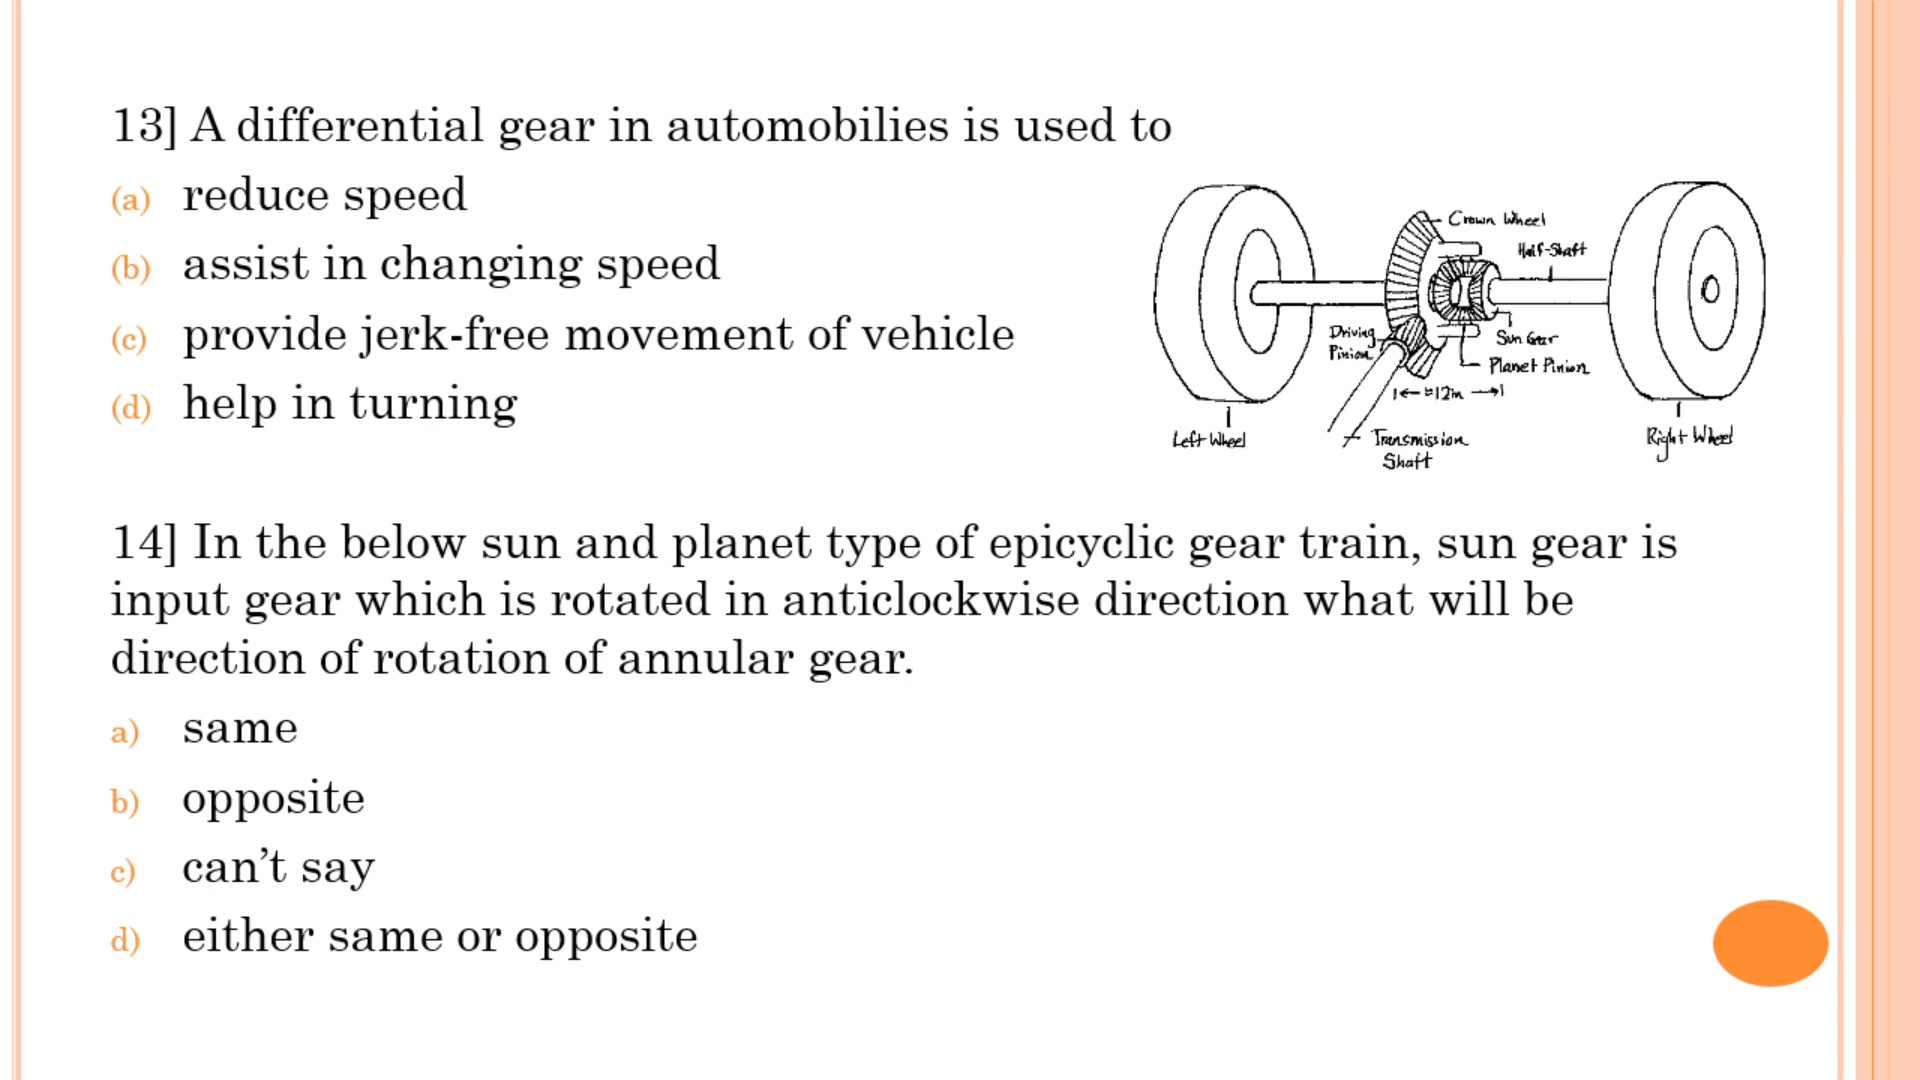 13] A differential gear in automobilies is used to
(a) reduce speed
(b) assist in changing speed
(c) provide jerk-free movement of vehicle
(d) help in turning
Crown Wheel
Half-Shaft
Driving
Pinion
Sun Gear
Planet Pinion
≈12in
Left Wheel
Transmission
Shaft
Right Wheel
14] In the below sun and planet type of epicyclic gear train, sun gear is
input gear which is rotated in anticlockwise direction what will be
direction of rotation of annular gear.
a) same
b) opposite
c) can't say
d) either same or opposite